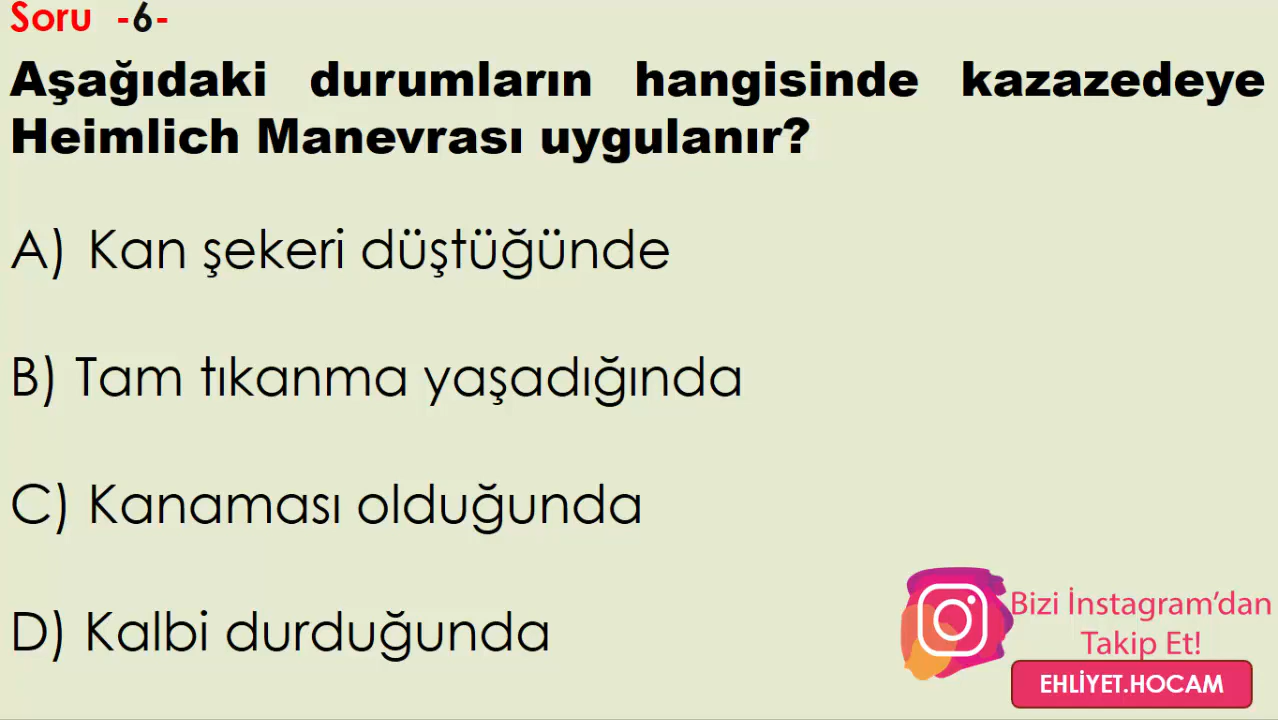 Soru -6-
Aşağıdaki durumların hangisinde kazazedeye
Heimlich Manevrası uygulanır?
A) Kan şekeri düştüğünde
B) Tam tıkanma yaşadığında
C) Kanaması olduğunda
D) Kalbi durduğunda
Bizi İnstagram’dan
Takip Et!
EHLİYET.HOCAM